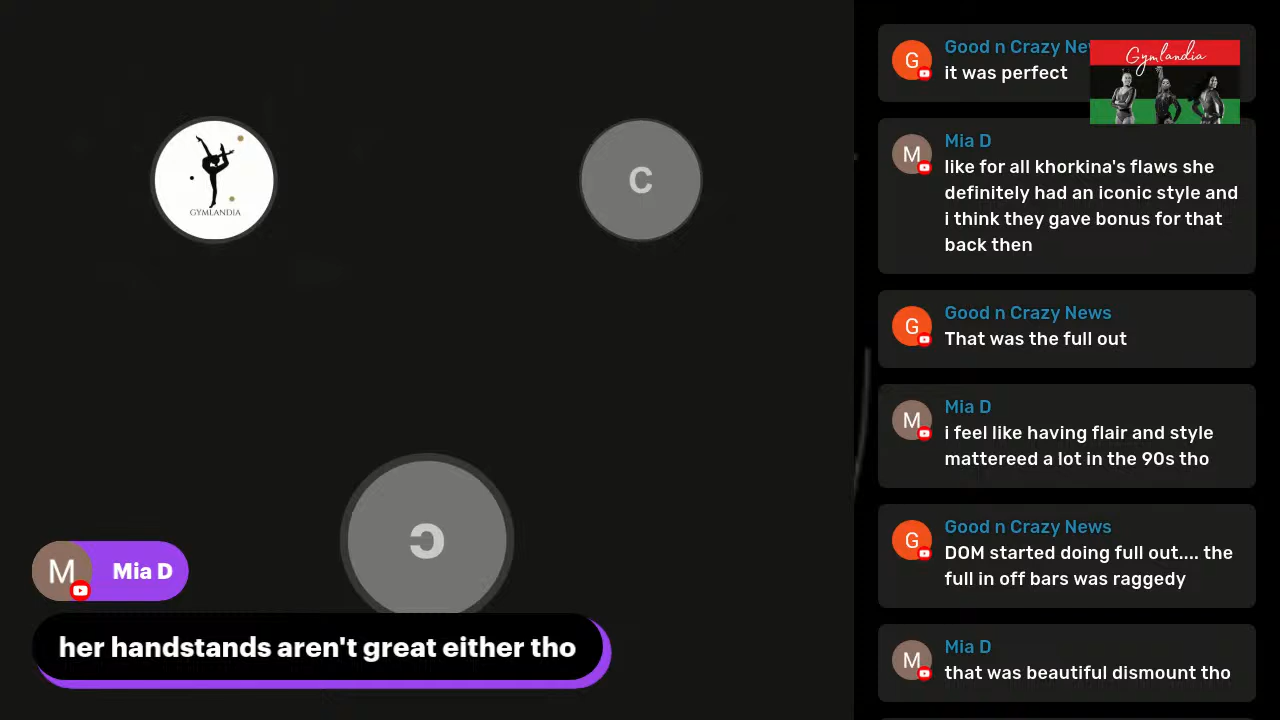 GYMLANDIA
C
ɔ
M
Mia D
her handstands aren't great either tho
G
Good n Crazy Ne
it was perfect
Gymlandia
M
Mia D
like for all khorkina's flaws she
definitely had an iconic style and
i think they gave bonus for that
back then
G
Good n Crazy News
That was the full out
M
Mia D
i feel like having flair and style
mattereed a lot in the 90s tho
G
Good n Crazy News
DOM started doing full out.... the
full in off bars was raggedy
M
Mia D
that was beautiful dismount tho